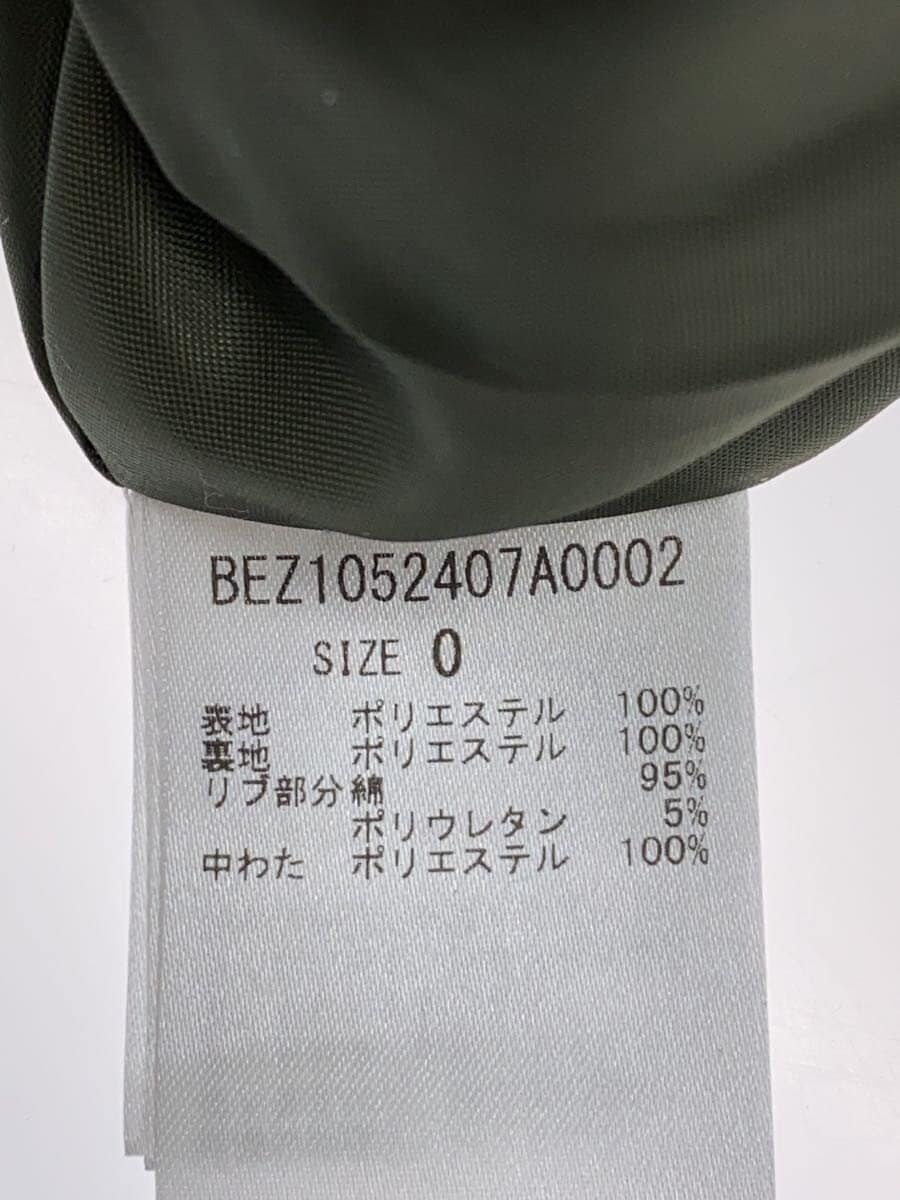 BEZ1052407A0002
SIZE 0
表地 ポリエステル 100%
裏地 ポリエステル 100%
リブ部分 綿 95%
ポリウレタン 5%
中わた ポリエステル 100%